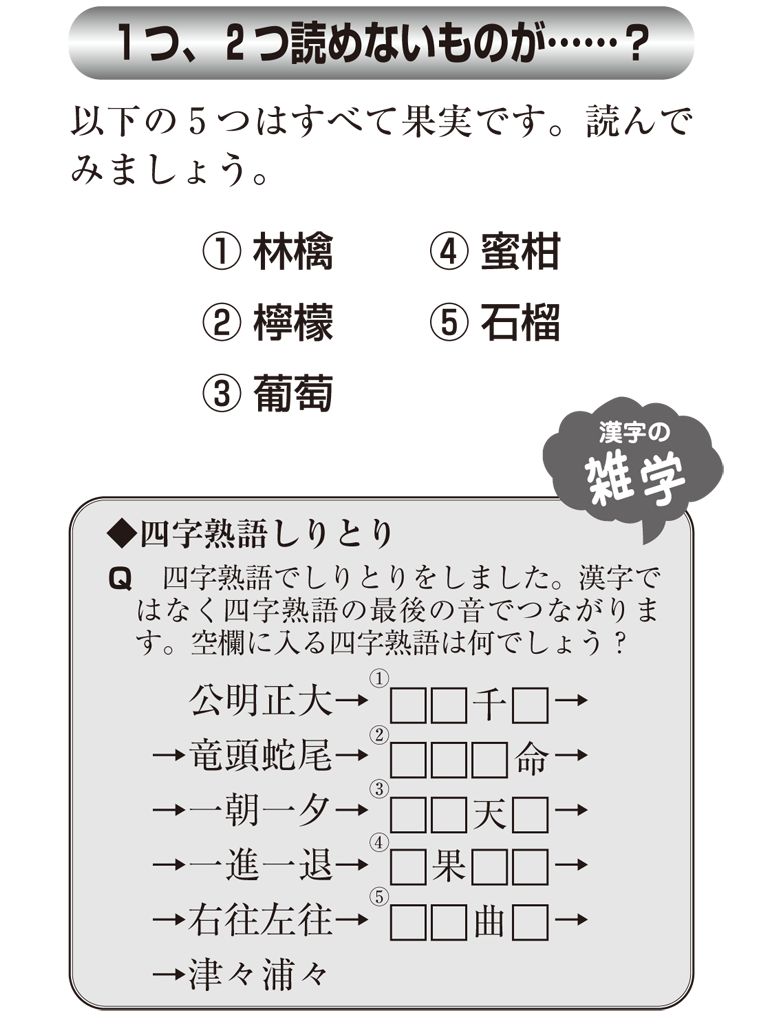 1つ、2つ読めないものが……？
以下の5つはすべて果実です。読んで
みましょう。
① 林檎
② 檸檬
③ 葡萄
④ 蜜柑
⑤ 石榴
漢字の
雑学
◆四字熟語しりとり
Q　四字熟語でしりとりをしました。漢字で
はなく四字熟語の最後の音でつながりま
す。空欄に入る四字熟語は何でしょう？
公明正大→①□□千□→
→竜頭蛇尾→②□□□命→
→一朝一夕→③□□天□→
→一進一退→④□果□□→
→右往左往→⑤□□曲□→
→津々浦々